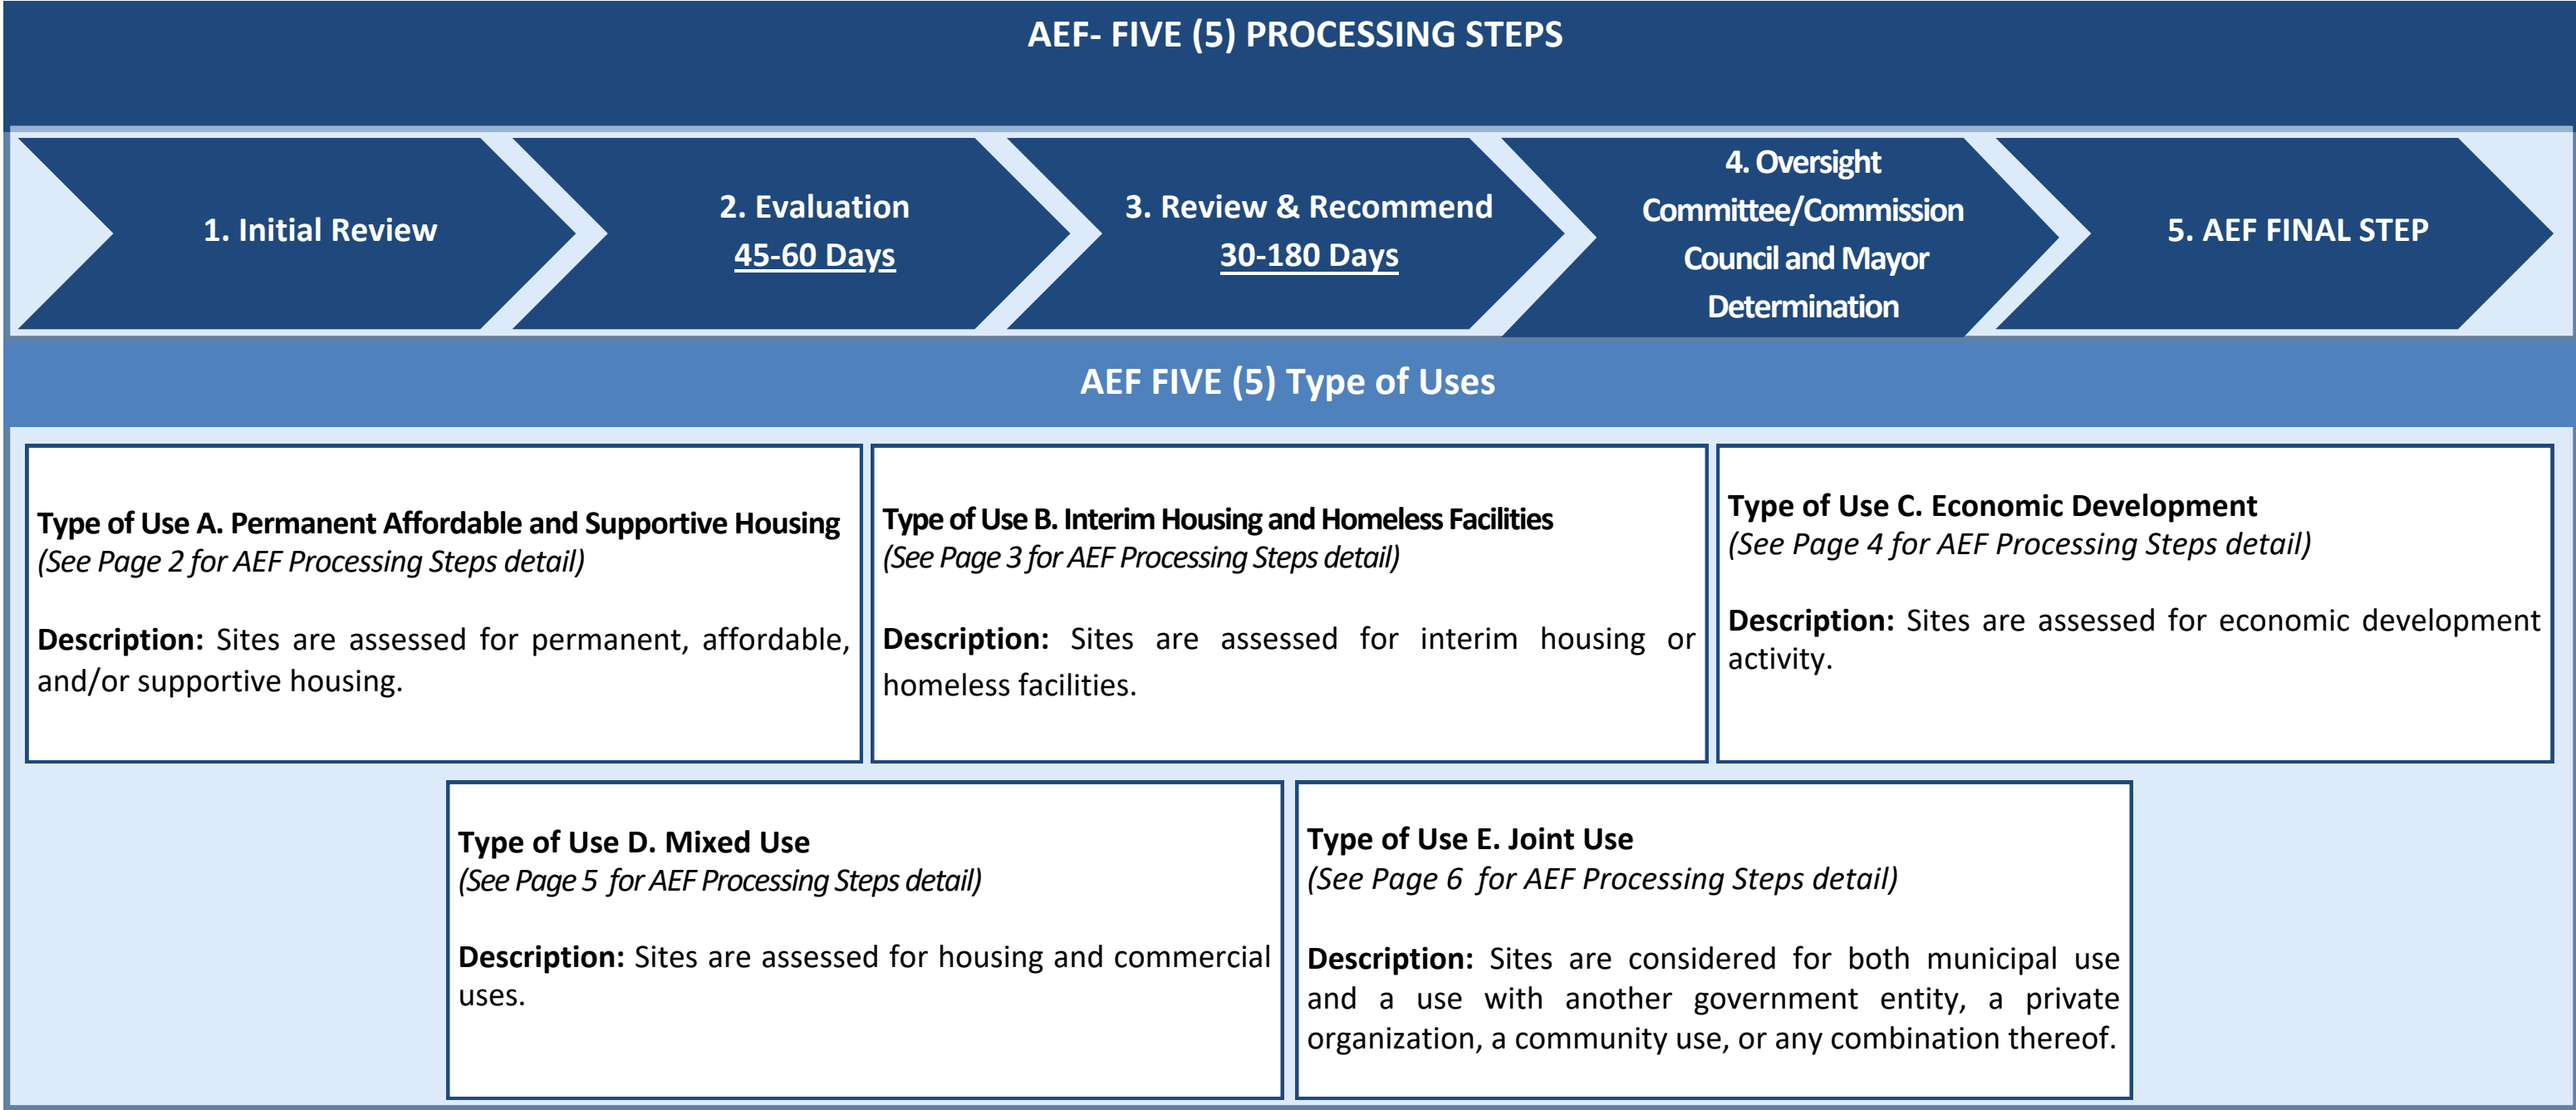 AEF- FIVE (5) PROCESSING STEPS
1. Initial Review
2. Evaluation
45-60 Days
3. Review & Recommend
30-180 Days
4. Oversight
Committee/Commission
Council and Mayor
Determination
5. AEF FINAL STEP
AEF FIVE (5) Type of Uses
Type of Use A. Permanent Affordable and Supportive Housing
(See Page 2 for AEF Processing Steps detail)
Description: Sites are assessed for permanent, affordable,
and/or supportive housing.
Type of Use B. Interim Housing and Homeless Facilities
(See Page 3 for AEF Processing Steps detail)
Description: Sites are assessed for interim housing or
homeless facilities.
Type of Use C. Economic Development
(See Page 4 for AEF Processing Steps detail)
Description: Sites are assessed for economic development
activity.
Type of Use D. Mixed Use
(See Page 5 for AEF Processing Steps detail)
Description: Sites are assessed for housing and commercial
uses.
Type of Use E. Joint Use
(See Page 6 for AEF Processing Steps detail)
Description: Sites are considered for both municipal use
and a use with another government entity, a private
organization, a community use, or any combination thereof.